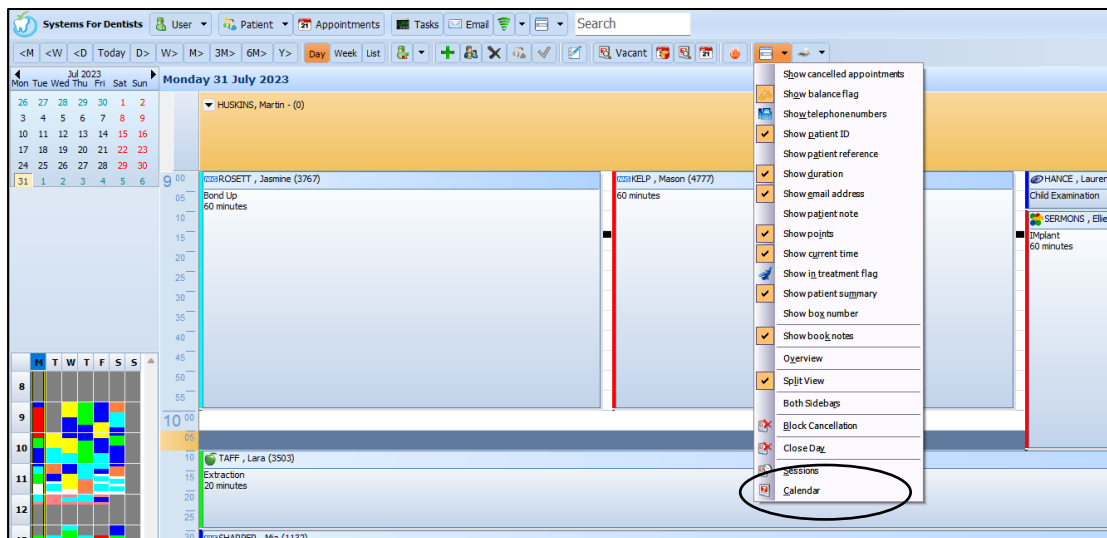 Systems For Dentists User Patient 21 Appointments Tasks Email Search
<M <W <D Today D> W> M> 3M> 6M> Y> Day Week List Vacant 7 21
Jul 2023
Mon Tue Wed Thu Fri Sat Sun
26 27 28 29 30 1 2
3 4 5 6 7 8 9
10 11 12 13 14 15 16
17 18 19 20 21 22 23
24 25 26 27 28 29 30
31 1 2 3 4 5 6
M T W T F S S
8
9
10
11
12
Monday 31 July 2023
HUSKINS, Martin - (0)
9 00
05
10
15
20
25
30
35
40
45
50
55
10 00
05
10
15
20
25
30
NHS ROSETT , Jasmine (3767)
Bond Up
60 minutes
NHS KELP , Mason (4777)
60 minutes
HANCE , Lauren
Child Examination
SERMONS , Ellie
IMplant
60 minutes
TAFF , Lara (3503)
Extraction
20 minutes
NHS SHARPER , Mia (1132)
Show cancelled appointments
Show balance flag
Show telephone numbers
Show patient ID
Show patient reference
Show duration
Show email address
Show patient note
Show points
Show current time
Show in treatment flag
Show patient summary
Show box number
Show book notes
Overview
Split View
Both Sidebars
Block Cancellation
Close Day
Sessions
Calendar